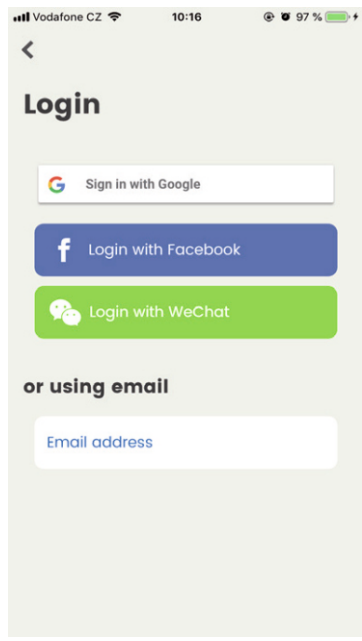 Vodafone CZ 10:16 97 %
Login
Sign in with Google
Login with Facebook
Login with WeChat
or using email
Email address